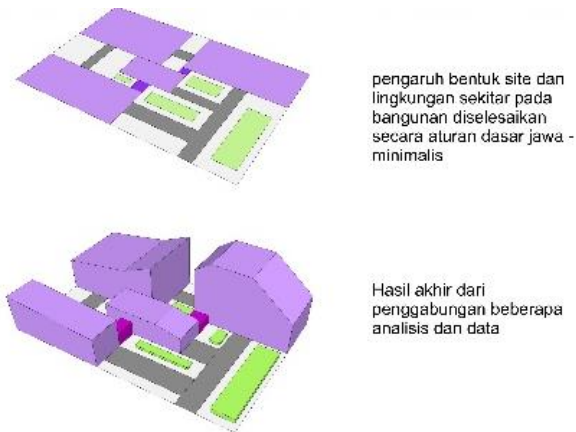 pengaruh bentuk site dan
lingkungan sekitar pada
bangunan diselesaikan
secara aturan dasar jawa -
minimalis
Hasil akhir dari
penggabungan beberapa
analisis dan data